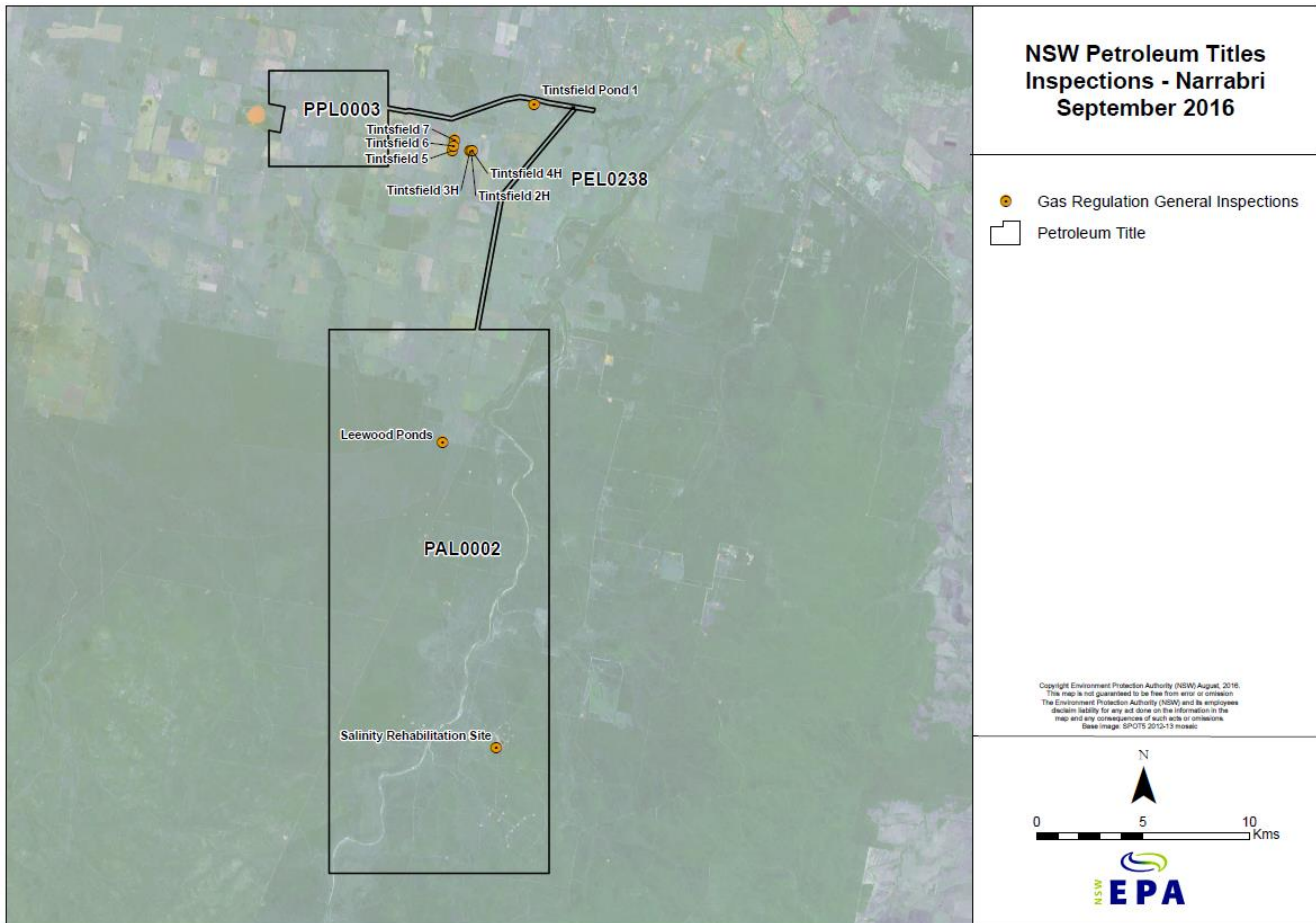 NSW Petroleum Titles
Inspections - Narrabri
September 2016
Gas Regulation General Inspections
Petroleum Title
PPL0003
Tintsfield Pond 1
Tintsfield 7
Tintsfield 6
Tintsfield 5
Tintsfield 4H
Tintsfield 3H
Tintsfield 2H
PEL0238
Leewood Ponds
PAL0002
Salinity Rehabilitation Site
Copyright Environment Protection Authority (NSW) August, 2016.
This map is not guaranteed to be free from error or omission
The Environment Protection Authority (NSW) and its employees
disclaim liability for any act done on the information in the
map and any consequences of such acts or omissions
Base image: SPOT5 2012-13 mosaic
N
0 5 10
Kms
NSW EPA